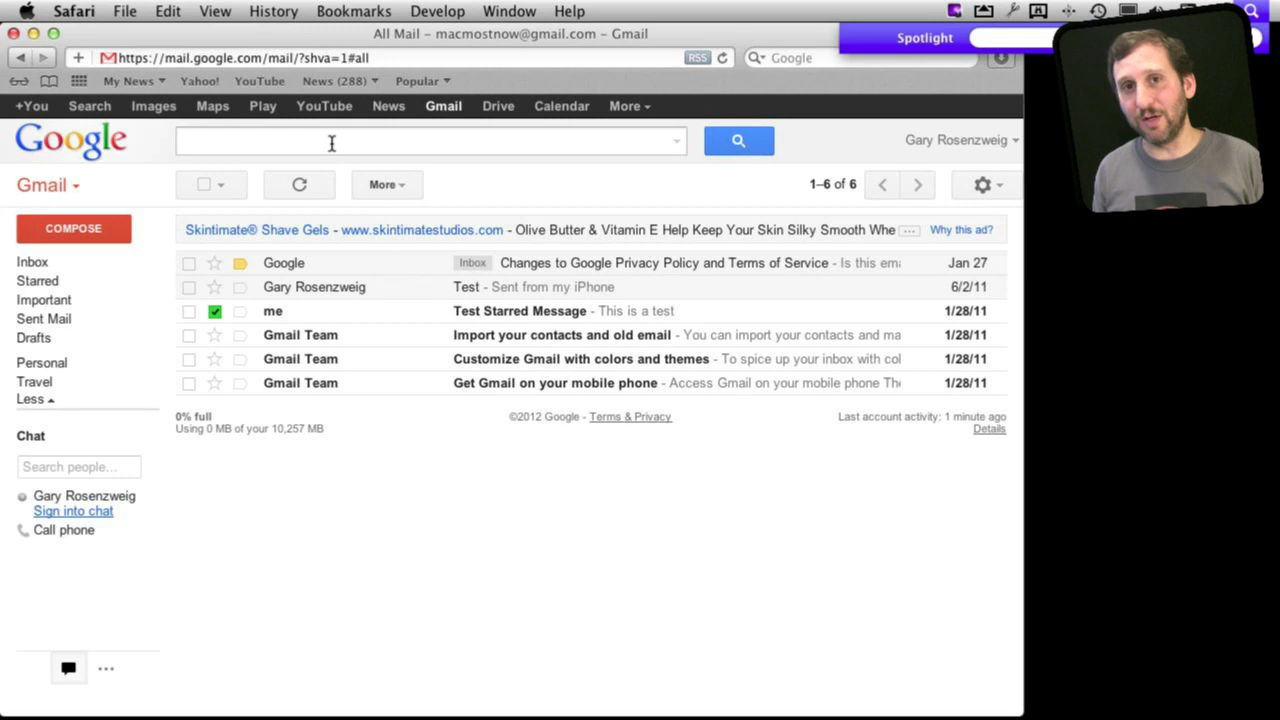 Safari File Edit View History Bookmarks Develop Window Help
All Mail – macmostnow@gmail.com – Gmail
Spotlight
https://mail.google.com/mail/?shva=1#all RSS Google
My News Yahoo! YouTube News (288) Popular
+You Search Images Maps Play YouTube News Gmail Drive Calendar More
Google Gary Rosenzweig
Gmail More 1–6 of 6
COMPOSE
Skintimate® Shave Gels - www.skintimatestudios.com - Olive Butter & Vitamin E Help Keep Your Skin Silky Smooth Whe ... Why this ad?
Inbox
Starred
Important
Sent Mail
Drafts
Personal
Travel
Less
Google Inbox Changes to Google Privacy Policy and Terms of Service - Is this ema Jan 27
Gary Rosenzweig Test - Sent from my iPhone 6/2/11
me Test Starred Message - This is a test 1/28/11
Gmail Team Import your contacts and old email - You can import your contacts and ma 1/28/11
Gmail Team Customize Gmail with colors and themes - To spice up your inbox with col 1/28/11
Gmail Team Get Gmail on your mobile phone - Access Gmail on your mobile phone The 1/28/11
0% full ©2012 Google - Terms & Privacy Last account activity: 1 minute ago
Using 0 MB of your 10,257 MB Details
Chat
Search people...
Gary Rosenzweig
Sign into chat
Call phone